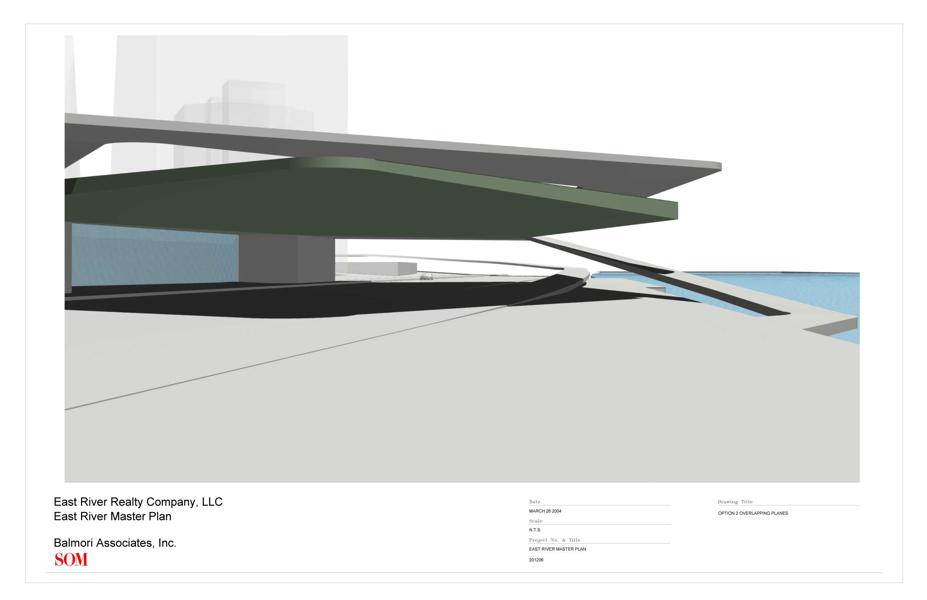 East River Realty Company, LLC
East River Master Plan
Balmori Associates, Inc.
SOM
Date
MARCH 26 2004
Scale
N.T.S.
Project No. & Title
EAST RIVER MASTER PLAN
201206
Drawing Title
OPTION 2 OVERLAPPING PLANES